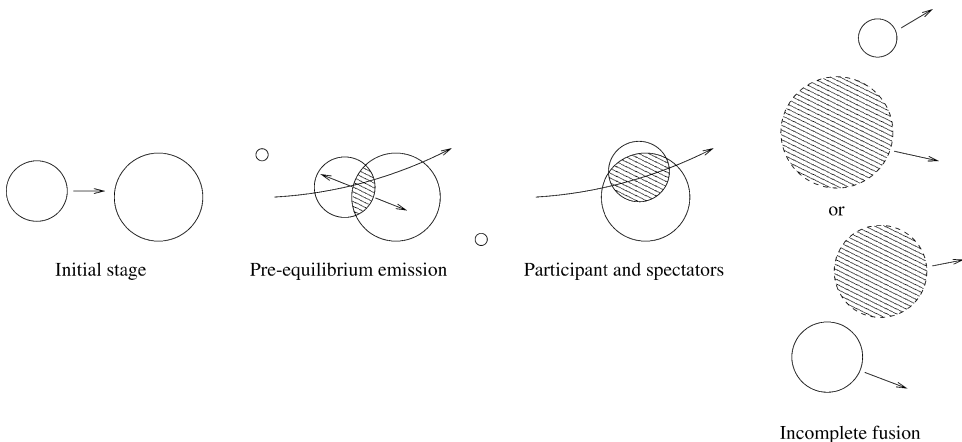 Initial stage
Pre-equilibrium emission
Participant and spectators
or
Incomplete fusion